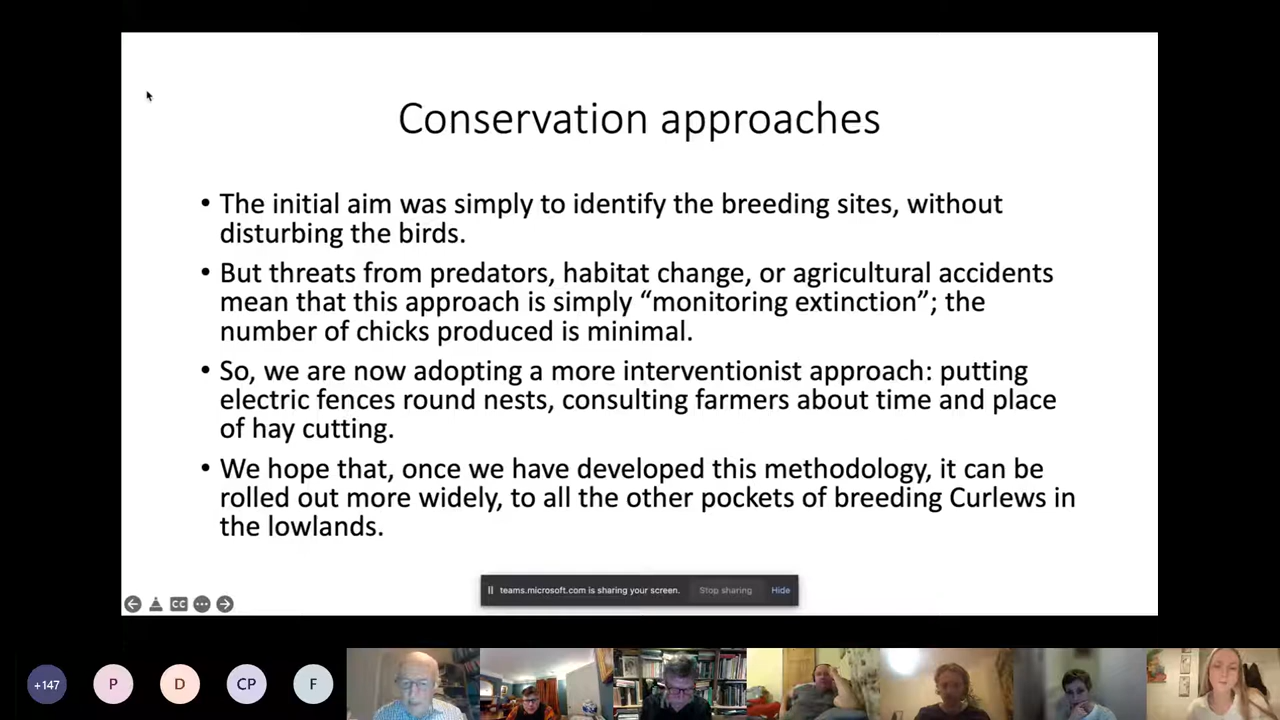 Conservation approaches
• The initial aim was simply to identify the breeding sites, without
disturbing the birds.
• But threats from predators, habitat change, or agricultural accidents
mean that this approach is simply “monitoring extinction”; the
number of chicks produced is minimal.
• So, we are now adopting a more interventionist approach: putting
electric fences round nests, consulting farmers about time and place
of hay cutting.
• We hope that, once we have developed this methodology, it can be
rolled out more widely, to all the other pockets of breeding Curlews in
the lowlands.
teams.microsoft.com is sharing your screen. Stop sharing Hide
CC
+147 P D CP F